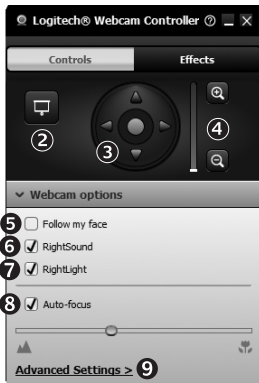 Logitech® Webcam Controller
Controls Effects
2
3
4
Webcam options
5 Follow my face
6 RightSound
7 RightLight
8 Auto-focus
Advanced Settings > 9